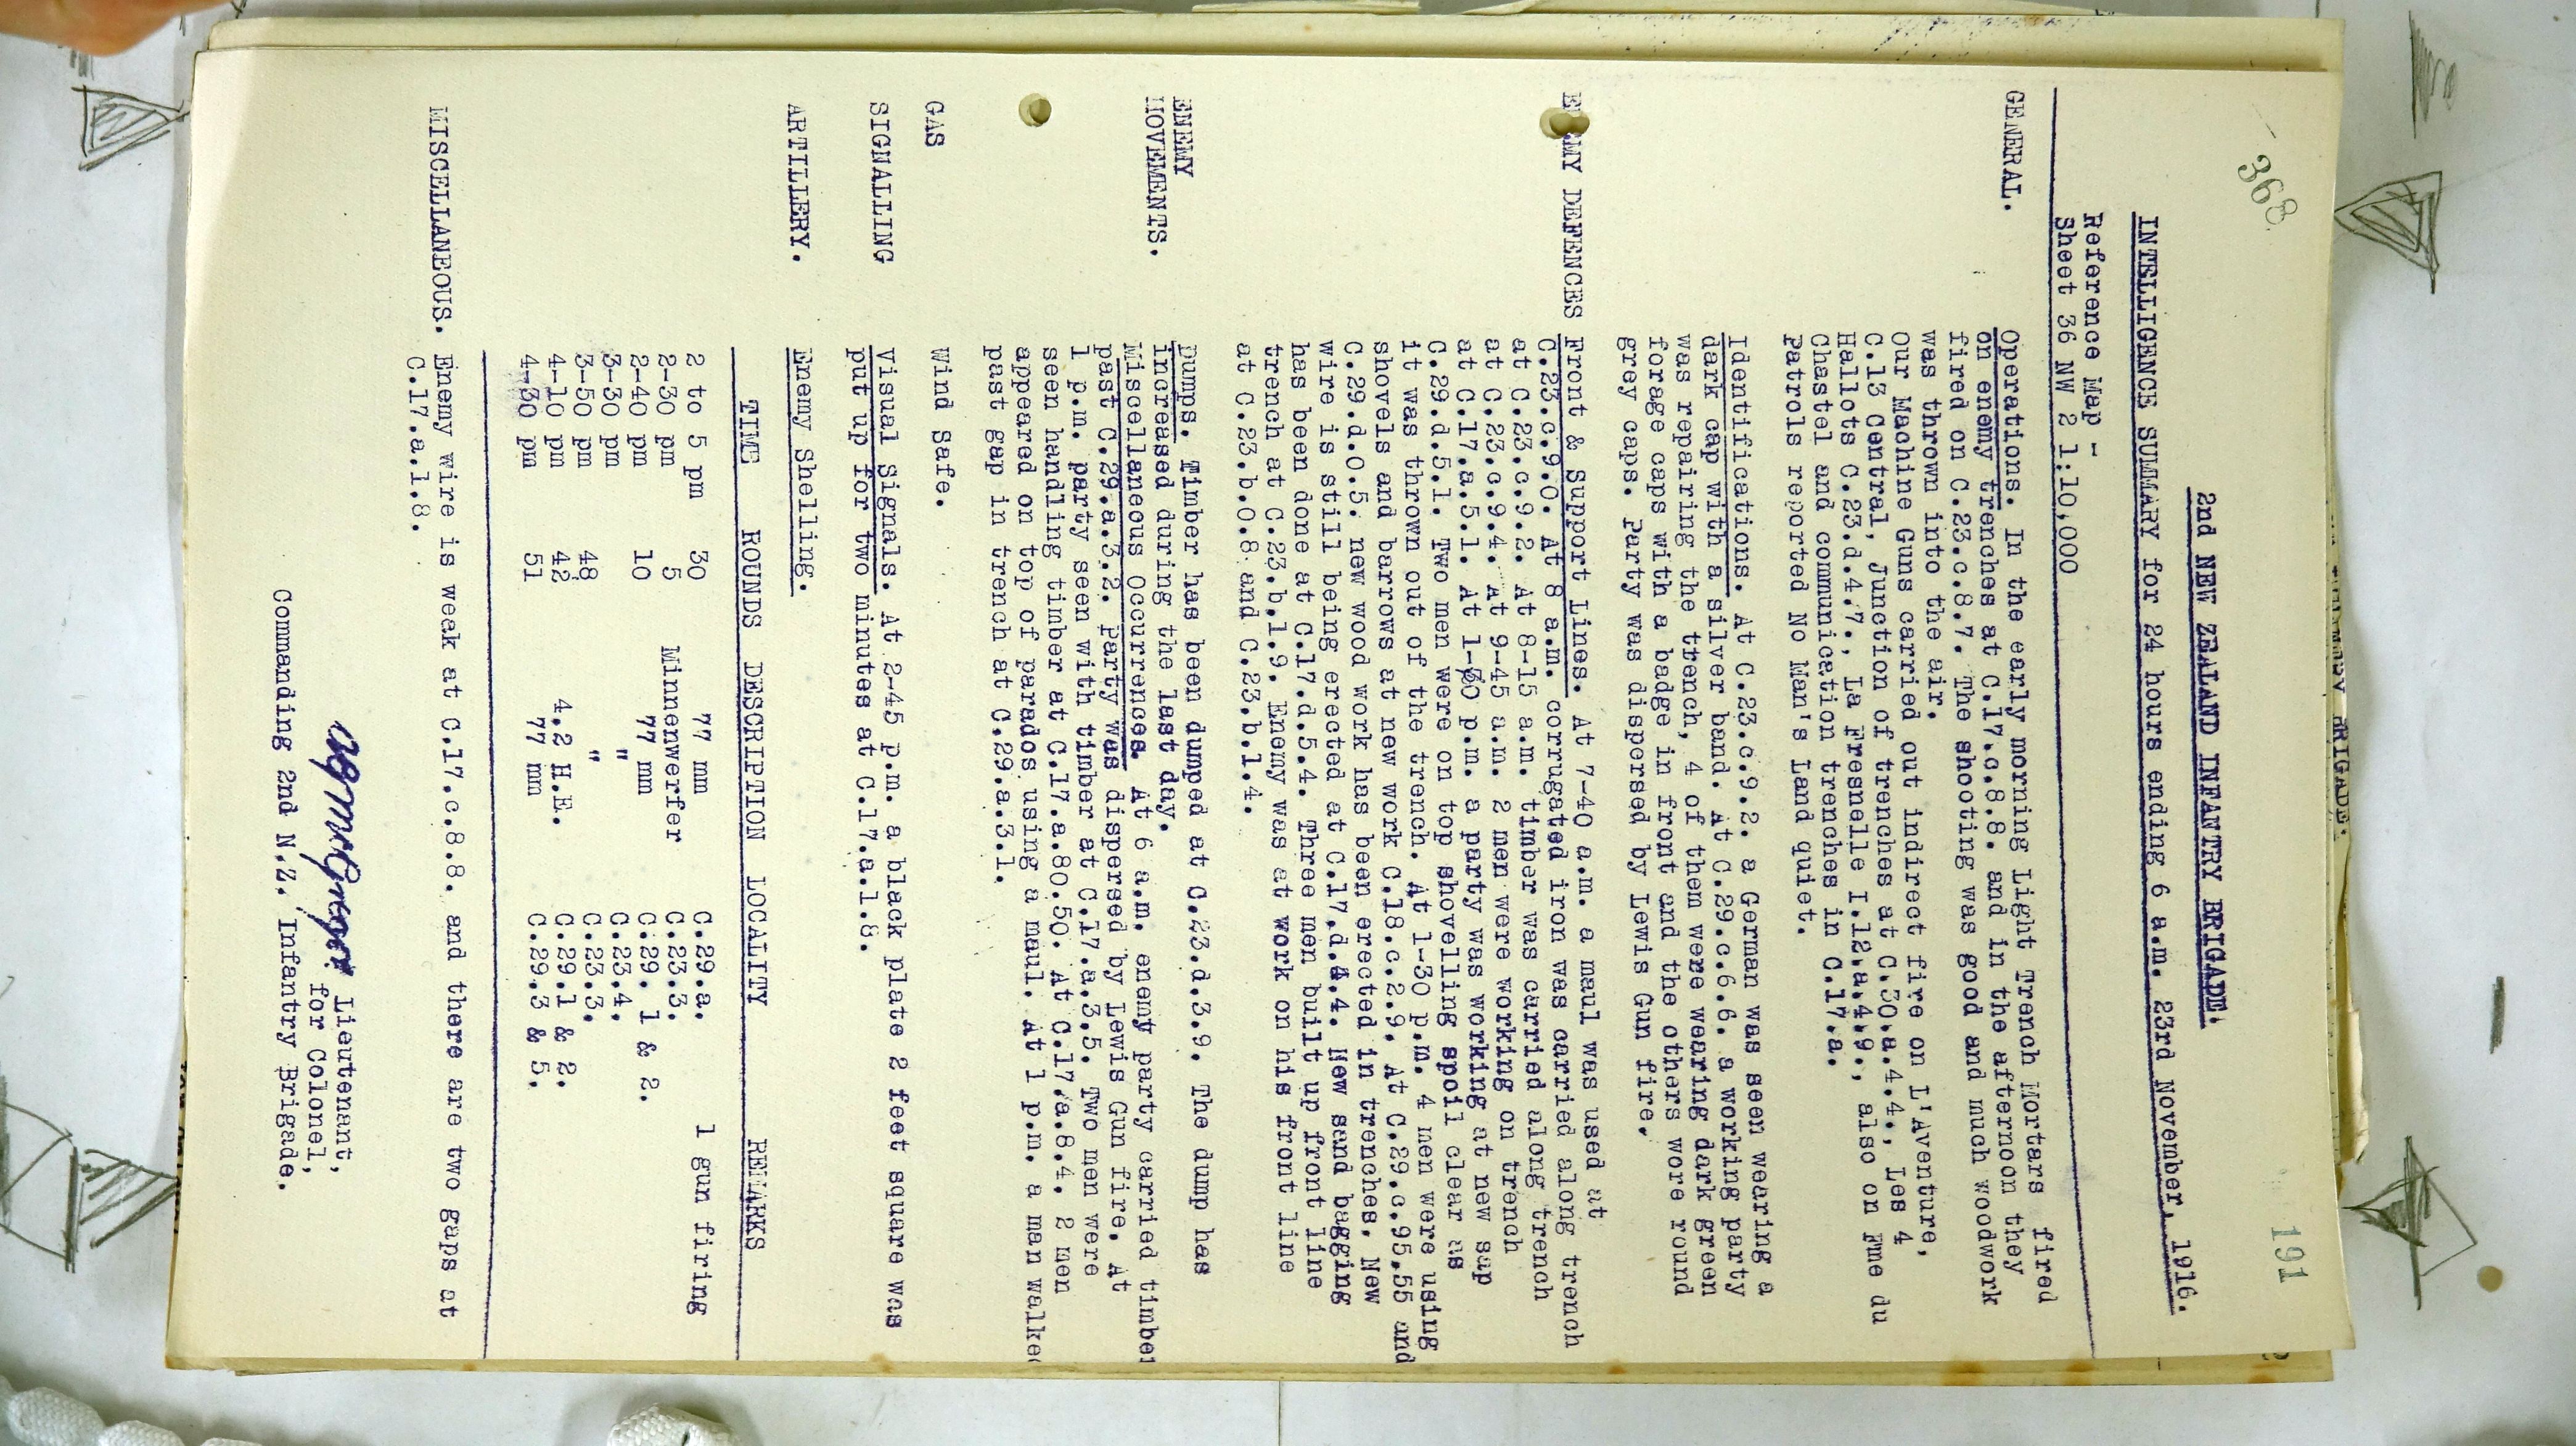 368
191
2nd NEW ZEALAND INFANTRY BRIGADE.
INTELLIGENCE SUMMARY for 24 hours ending 6 a.m. 23rd November, 1916.
Reference Map -
Sheet 36 NW 2 1:10,000
GENERAL. Operations. In the early morning Light Trench Mortars fired
on enemy trenches at C.17.c.8.8. and in the afternoon they
fired on C.23.c.8.7. The shooting was good and much woodwork
was thrown into the air.
Our Machine Guns carried out indirect fire on L'Aventure,
C.13 Central, Junction of trenches at C.30.a.4.4., Les 4
Hallots C.23.d.4.7., La Fresnelle I.12.a.4.9., also on Fme du
Chastel and communication trenches in C.17.a.
Patrols reported No Man's Land quiet.
Identifications. At C.23.c.9.2. a German was seen wearing a
dark cap with a silver band. At C.29.c.6.6. a working party
was repairing the trench, 4 of them were wearing dark green
forage caps with a badge in front and the others wore round
grey caps. Party was dispersed by Lewis Gun fire.
ENEMY DEFENCES Front & Support Lines. At 7-40 a.m. a maul was used at
C.23.c.9.0. At 8 a.m. corrugated iron was carried along trench
at C.23.c.9.2. At 8-15 a.m. timber was carried along trench
at C.23.c.9.4. At 9-45 a.m. 2 men were working on trench
at C.17.a.5.1. At p.m. a party was working at new sap
C.29.d.5.1. Two men were on top shovelling spoil clear as
it was thrown out of the trench. At 1-30 p.m. 4 men were using
shovels and barrows at new work C.18.c.2.9. At C.29.c.95.55 and
C.29.d.0.5. new wood work has been erected in trenches. New
wire is still being erected at C.17.d.4.4. New sand bagging
has been done at C.17.d.5.4. Three men built up front line
trench at C.23.b.1.9. Enemy was at work on his front line
at C.23.b.0.8 and C.23.b.1.4.
ENEMY
MOVEMENTS. Dumps. Timber has been dumped at C.23.d.3.9. The dump has
increased during the last day.
Miscellaneous Occurrences. At 6 a.m. enemy party carried timber
past C.29.a.3.2. Party was dispersed by Lewis Gun fire. At
1 p.m. party seen with timber at C.17.a.3.5. Two men were
seen handling timber at C.17.a.80.50. At C.17.a.8.4. 2 men
appeared on top of parados using a maul. At 1 p.m. a man walked
past gap in trench at C.29.a.3.1.
GAS Wind Safe.
SIGNALLING Visual Signals. At 2-45 p.m. a black plate 2 feet square was
put up for two minutes at C.17.a.1.8.
ARTILLERY. Enemy Shelling.
TIME ROUNDS DESCRIPTION LOCALITY REMARKS
2 to 5 pm 30 77 mm C.29.a. 1 gun firing
2-30 pm 5 Minnenwerfer C.23.3.
2-40 pm 10 77 mm C.29. 1 & 2.
3-30 pm " C.23.4.
3-50 pm 48 " C.23.3.
4-10 pm 42 4.2 H.E. C.29.1 & 2.
4-30 pm 51 77 mm C.29.3 & 5.
MISCELLANEOUS. Enemy wire is weak at C.17.c.8.8. and there are two gaps at
C.17.a.1.8.
Lieutenant,
for Colonel,
Commanding 2nd N.Z. Infantry Brigade.